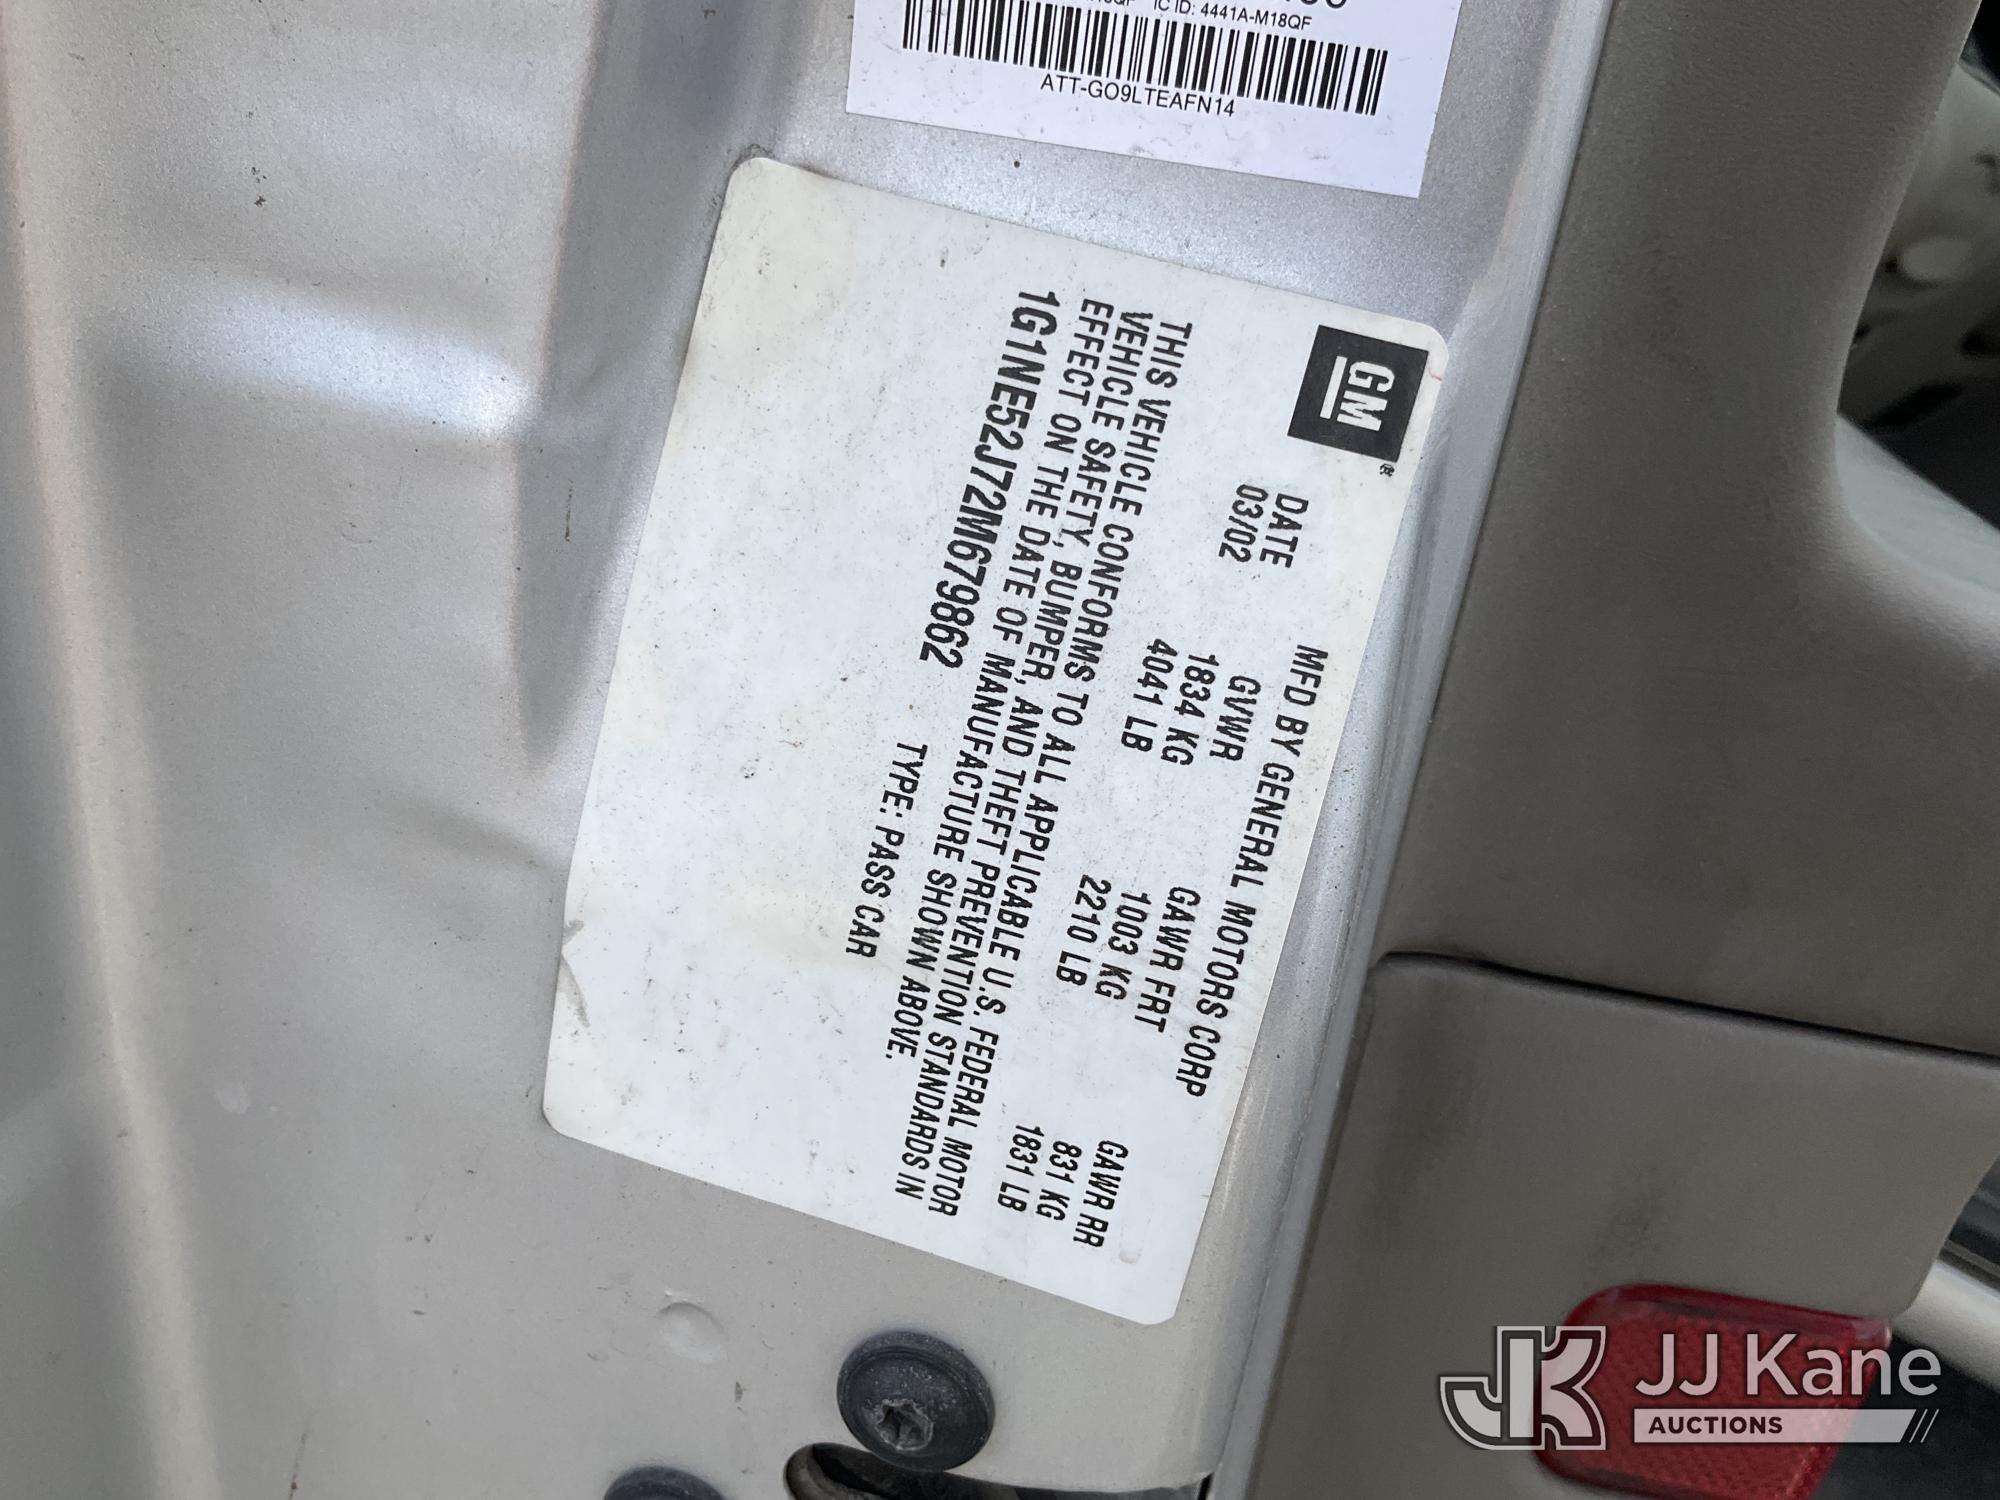 IC ID: 4441A-M18QF
ATT-GO9LTEAFN14
GM
MFD BY GENERAL MOTORS CORP
DATE GVWR GAWR FRT GAWR RR
03/02 1834 KG 1003 KG 831 KG
4041 LB 2210 LB 1831 LB
THIS VEHICLE CONFORMS TO ALL APPLICABLE U.S. FEDERAL MOTOR
VEHICLE SAFETY, BUMPER, AND THEFT PREVENTION STANDARDS IN
EFFECT ON THE DATE OF MANUFACTURE SHOWN ABOVE.
1G1NE52J72M679862 TYPE: PASS CAR
JK JJ Kane
AUCTIONS